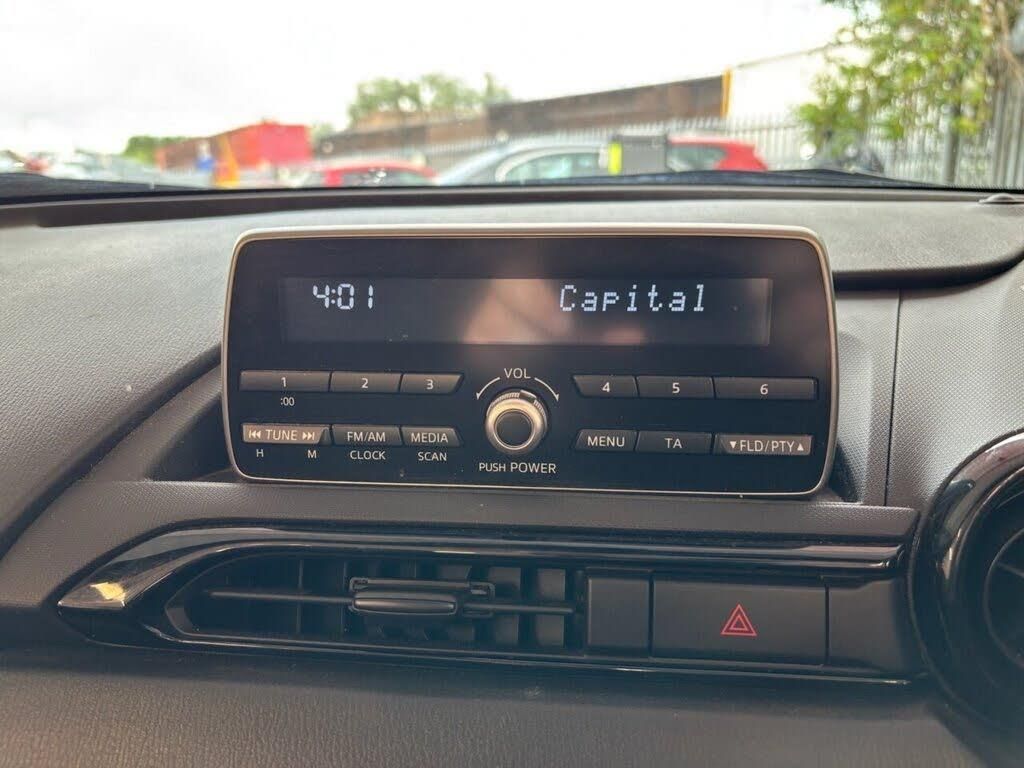 4:01 Capital
VOL
1 2 3 4 5 6
:00
⏮ TUNE ⏭ FM/AM MEDIA MENU TA ▼FLD/PTY▲
H M CLOCK SCAN
PUSH POWER